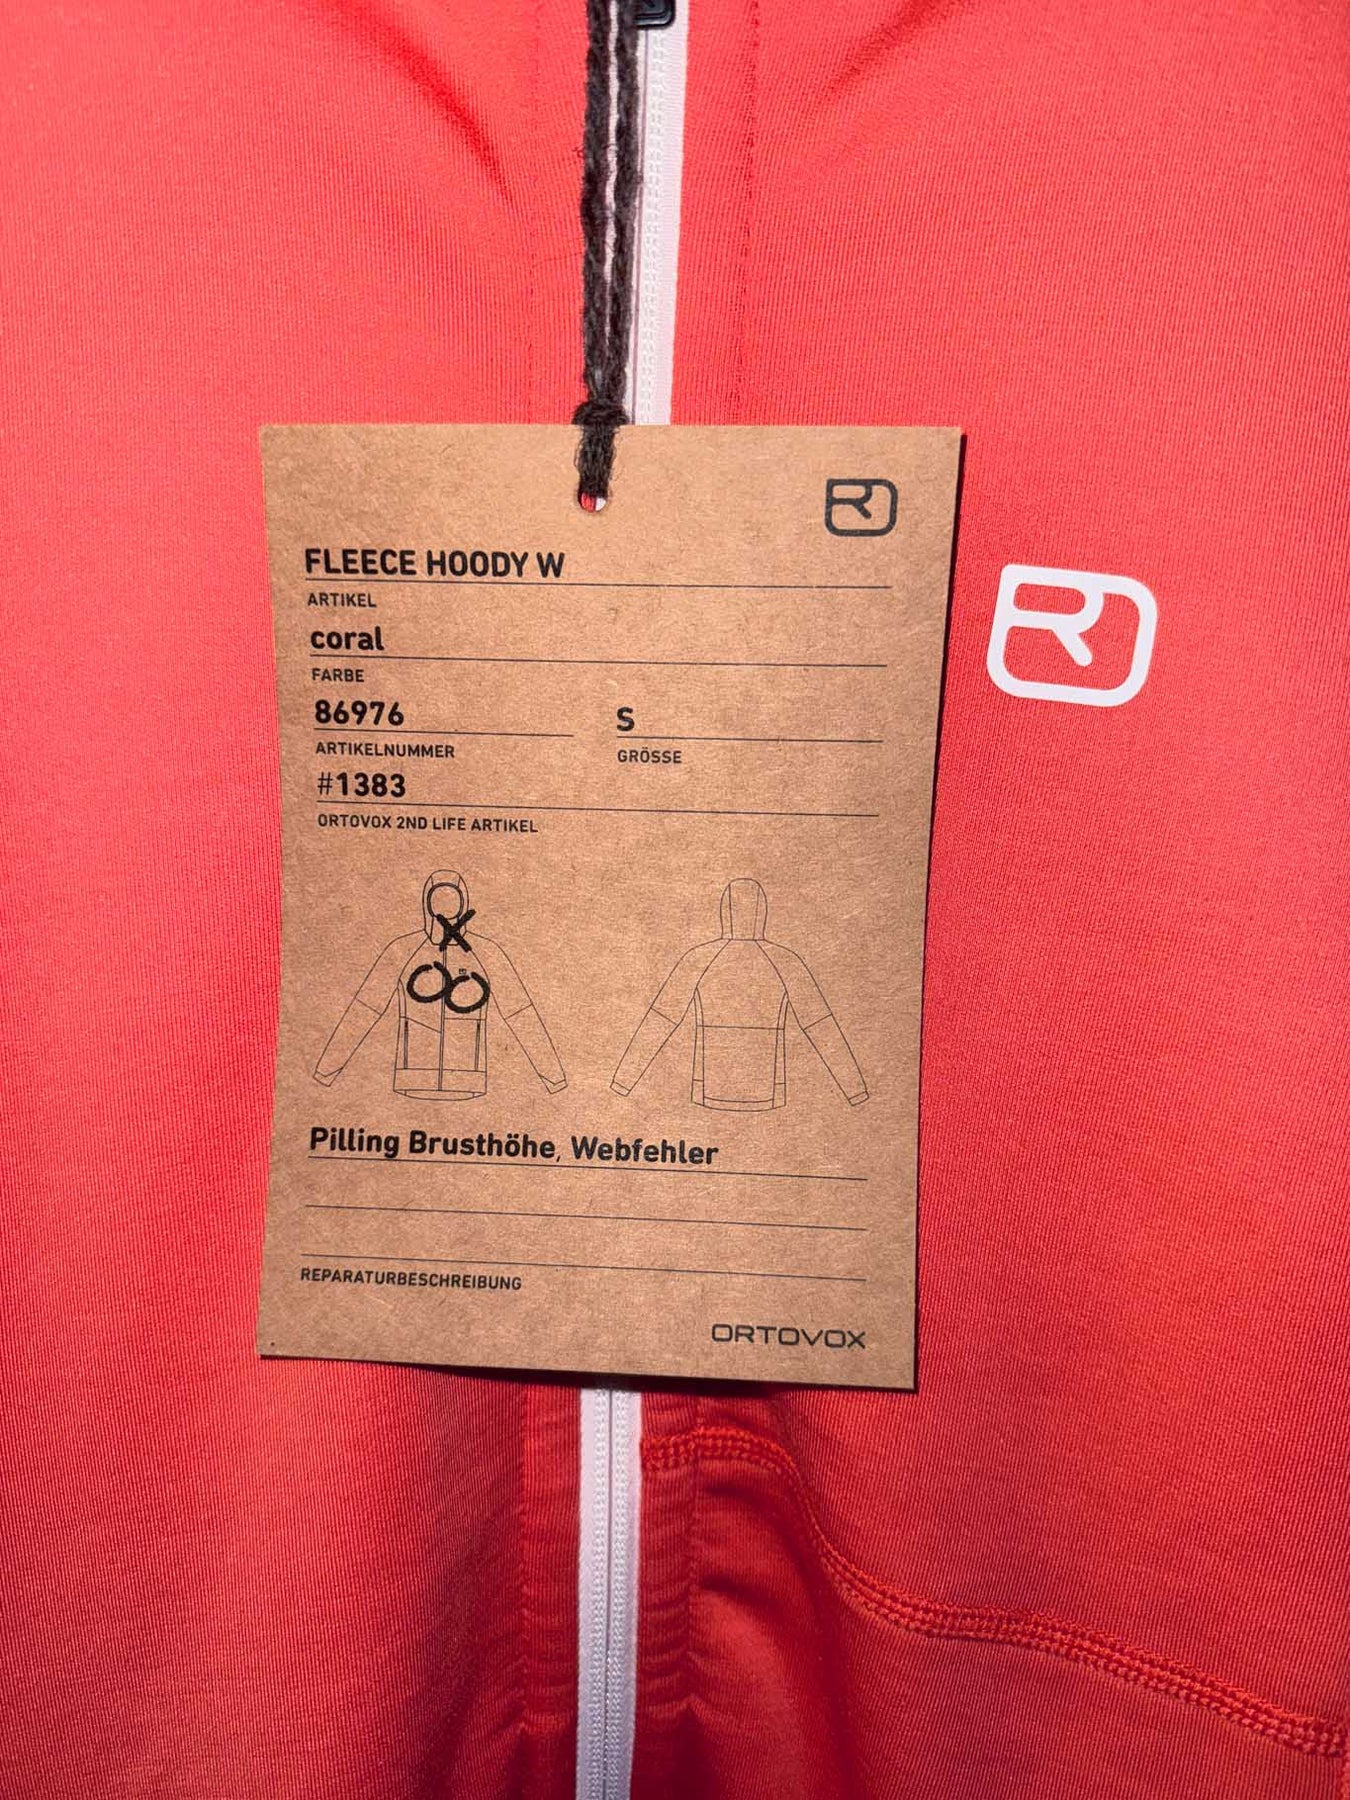 FLEECE HOODY W
ARTIKEL
coral
FARBE
86976 S
ARTIKELNUMMER GRÖSSE
#1383
ORTOVOX 2ND LIFE ARTIKEL
Pilling Brusthöhe, Webfehler
REPARATURBESCHREIBUNG
ORTOVOX